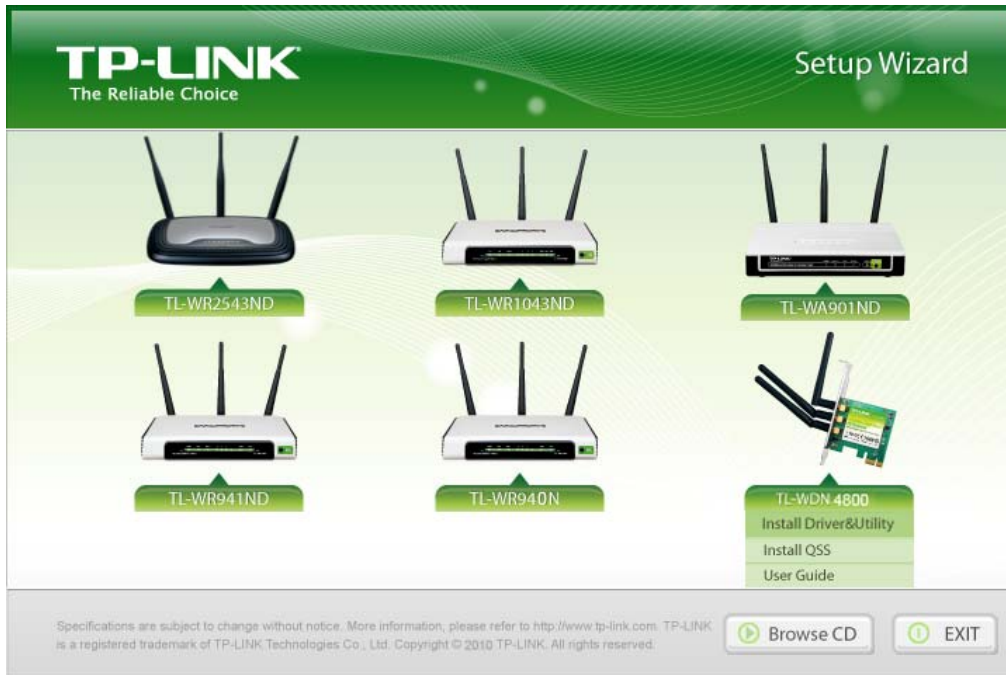 TP-LINK
The Reliable Choice
Setup Wizard
TL-WR2543ND
TL-WR1043ND
TL-WA901ND
TL-WR941ND
TL-WR940N
TL-WDN 4800
Install Driver&Utility
Install QSS
User Guide
Specifications are subject to change without notice. More information, please refer to http://www.tp-link.com. TP-LINK
is a registered trademark of TP-LINK Technologies Co., Ltd. Copyright © 2010 TP-LINK. All rights reserved.
Browse CD
EXIT